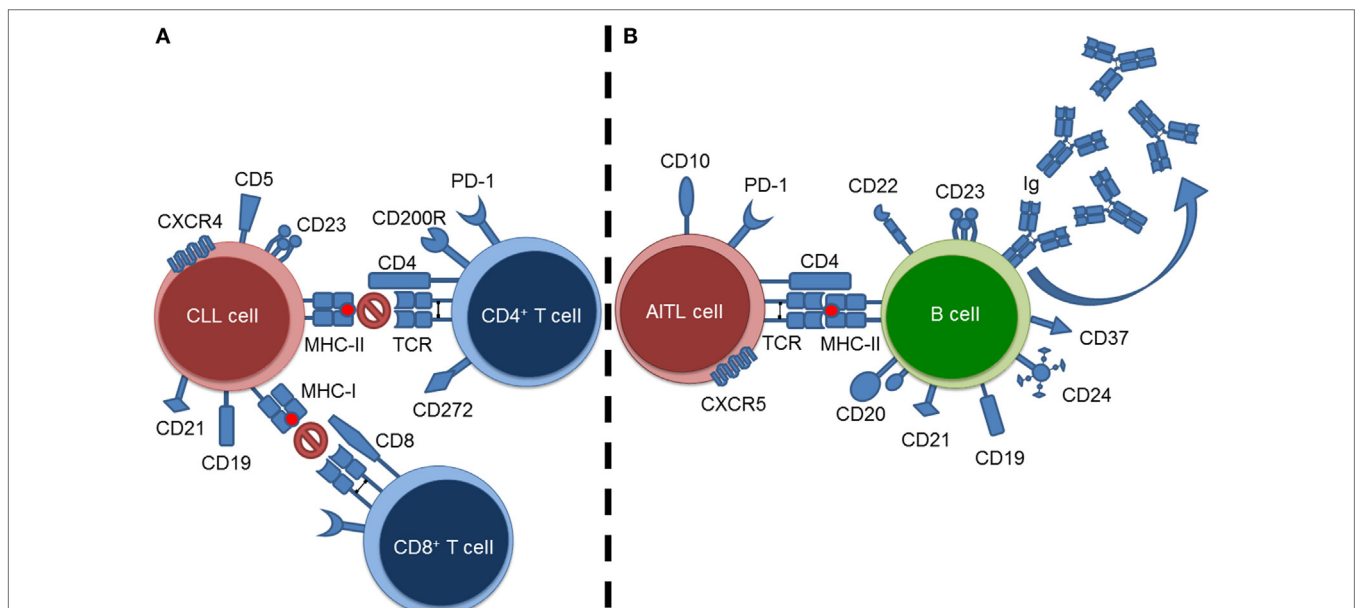 A
B
CD5
CXCR4
CD23
PD-1
CD200R
CD4
CLL cell
CD4⁺ T cell
MHC-II
TCR
MHC-I
CD272
CD21
CD19
CD8
CD8⁺ T cell
CD10
PD-1
CD22
CD23
Ig
CD4
AITL cell
B cell
TCR
MHC-II
CD37
CXCR5
CD20
CD21
CD19
CD24